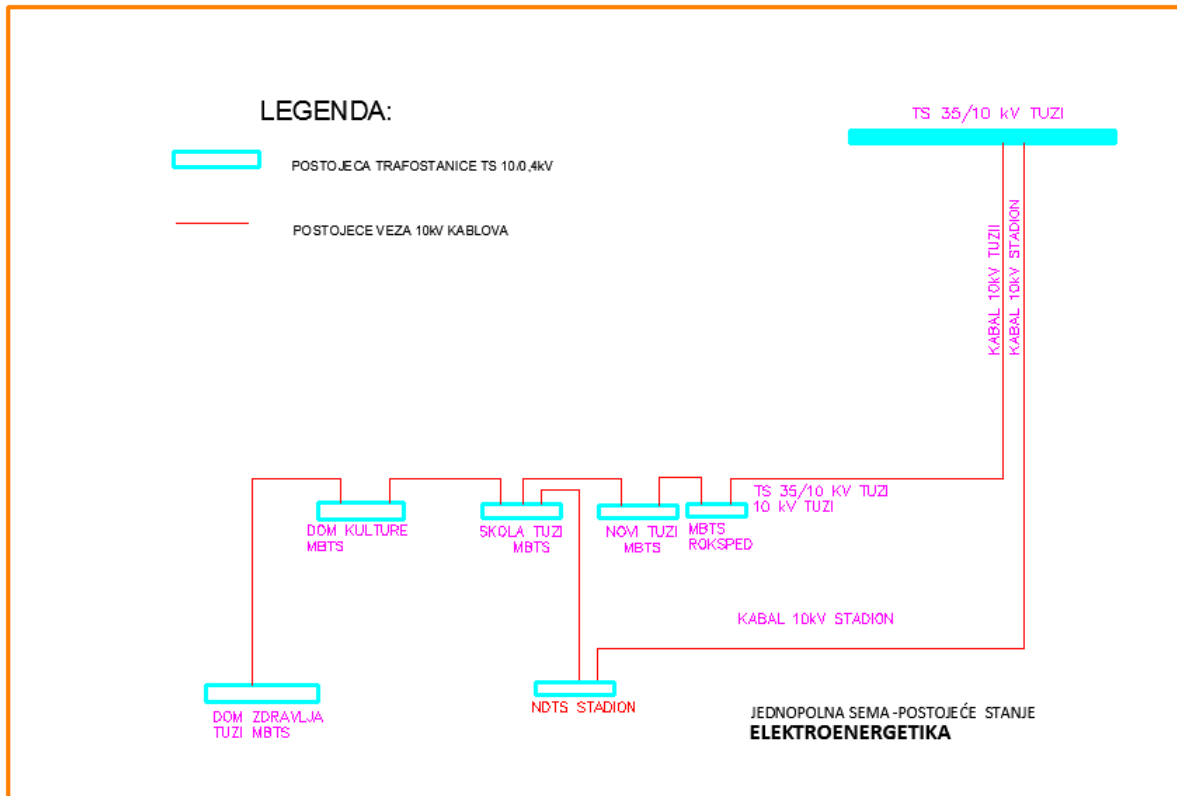 LEGENDA:
POSTOJECA TRAFOSTANICE TS 10/0,4kV
POSTOJECE VEZA 10kV KABLOVA
TS 35/10 kV TUZI
KABAL 10kV TUZII
KABAL 10kV STADION
DOM KULTURE
MBTS
SKOLA TUZI
MBTS
NOVI TUZI
MBTS
MBTS
ROKSPED
TS 35/10 KV TUZI
10 kV TUZI
KABAL 10kV STADION
DOM ZDRAVLJA
TUZI MBTS
NDTS STADION
JEDNOPOLNA SEMA -POSTOJEĆE STANJE
ELEKTROENERGETIKA